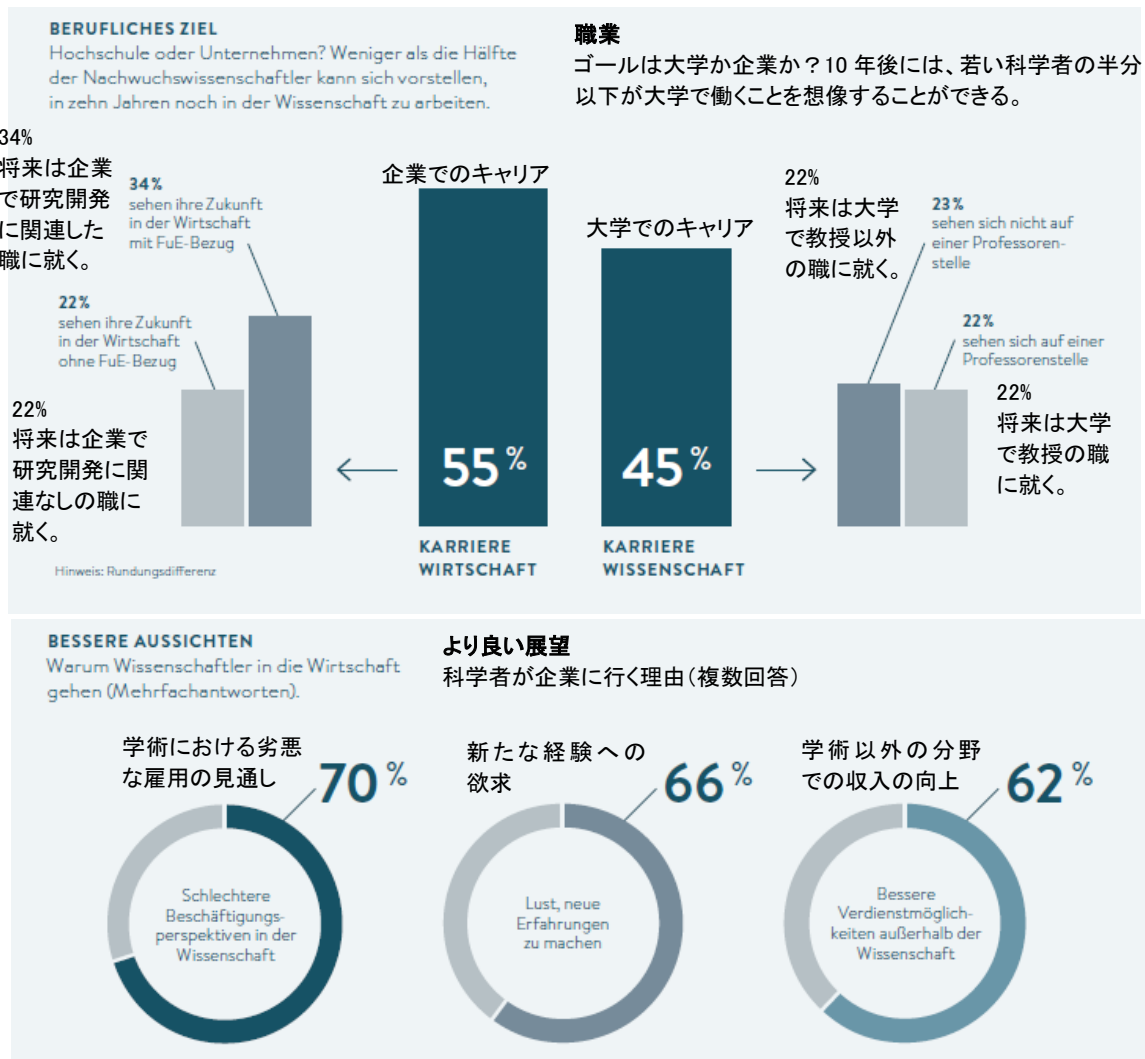 BERUFLICHES ZIEL
Hochschule oder Unternehmen? Weniger als die Hälfte
der Nachwuchswissenschaftler kann sich vorstellen,
in zehn Jahren noch in der Wissenschaft zu arbeiten.
職業
ゴールは大学か企業か？10 年後には、若い科学者の半分
以下が大学で働くことを想像することができる。
34%
将来は企業
で研究開発
に関連した
職に就く。
34%
sehen ihre Zukunft
in der Wirtschaft
mit FuE-Bezug
22%
sehen ihre Zukunft
in der Wirtschaft
ohne FuE-Bezug
22%
将来は企業で
研究開発に関
連なしの職に
就く。
企業でのキャリア
55%
KARRIERE
WIRTSCHAFT
大学でのキャリア
45%
KARRIERE
WISSENSCHAFT
22%
将来は大学
で教授以外
の職に就く。
23%
sehen sich nicht auf
einer Professoren-
stelle
22%
sehen sich auf einer
Professorenstelle
22%
将来は大学
で教授の職
に就く。
Hinweis: Rundungsdifferenz
BESSERE AUSSICHTEN
Warum Wissenschaftler in die Wirtschaft
gehen (Mehrfachantworten).
より良い展望
科学者が企業に行く理由（複数回答）
学術における劣悪
な雇用の見通し
70%
Schlechtere
Beschäftigungs-
perspektiven in der
Wissenschaft
新たな経験への
欲求
66%
Lust, neue
Erfahrungen
zu machen
学術以外の分野
での収入の向上
62%
Bessere
Verdienstmöglich-
keiten außerhalb der
Wissenschaft